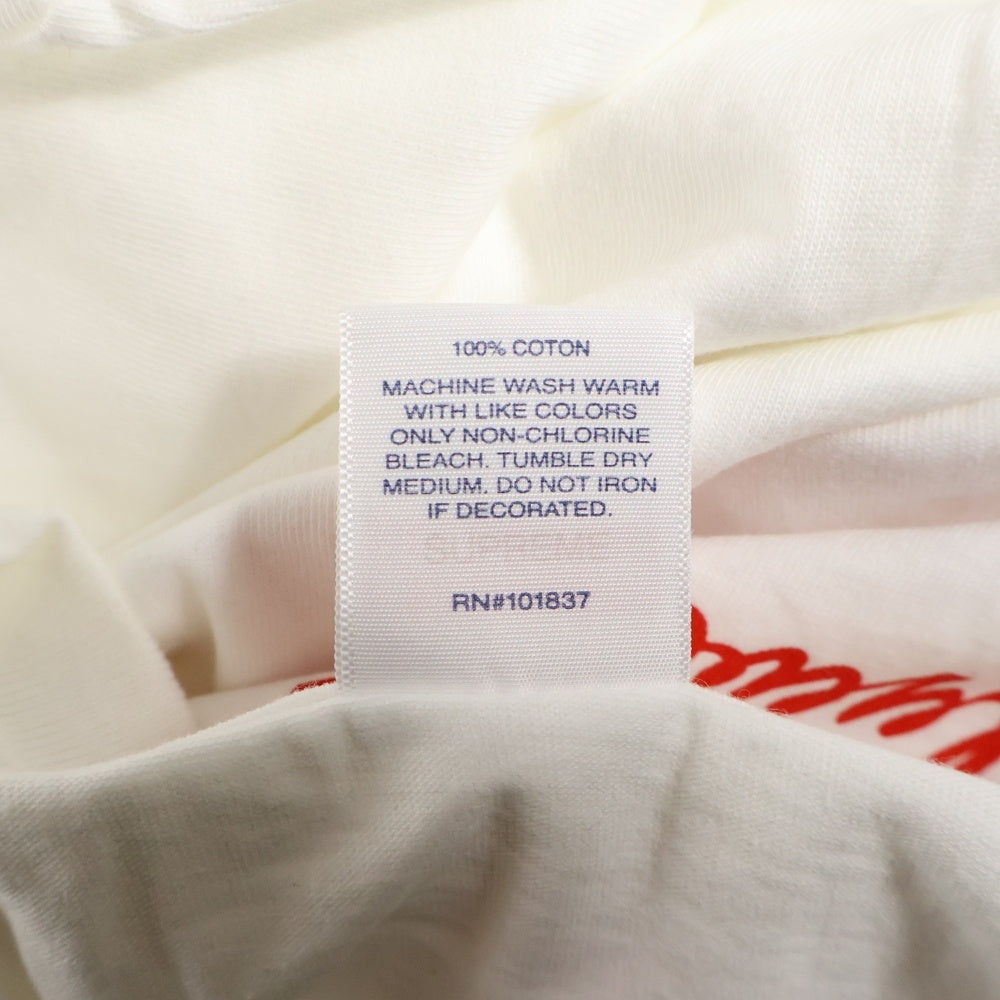 100% COTON
MACHINE WASH WARM
WITH LIKE COLORS
ONLY NON-CHLORINE
BLEACH. TUMBLE DRY
MEDIUM. DO NOT IRON
IF DECORATED.
SUPREME
RN#101837